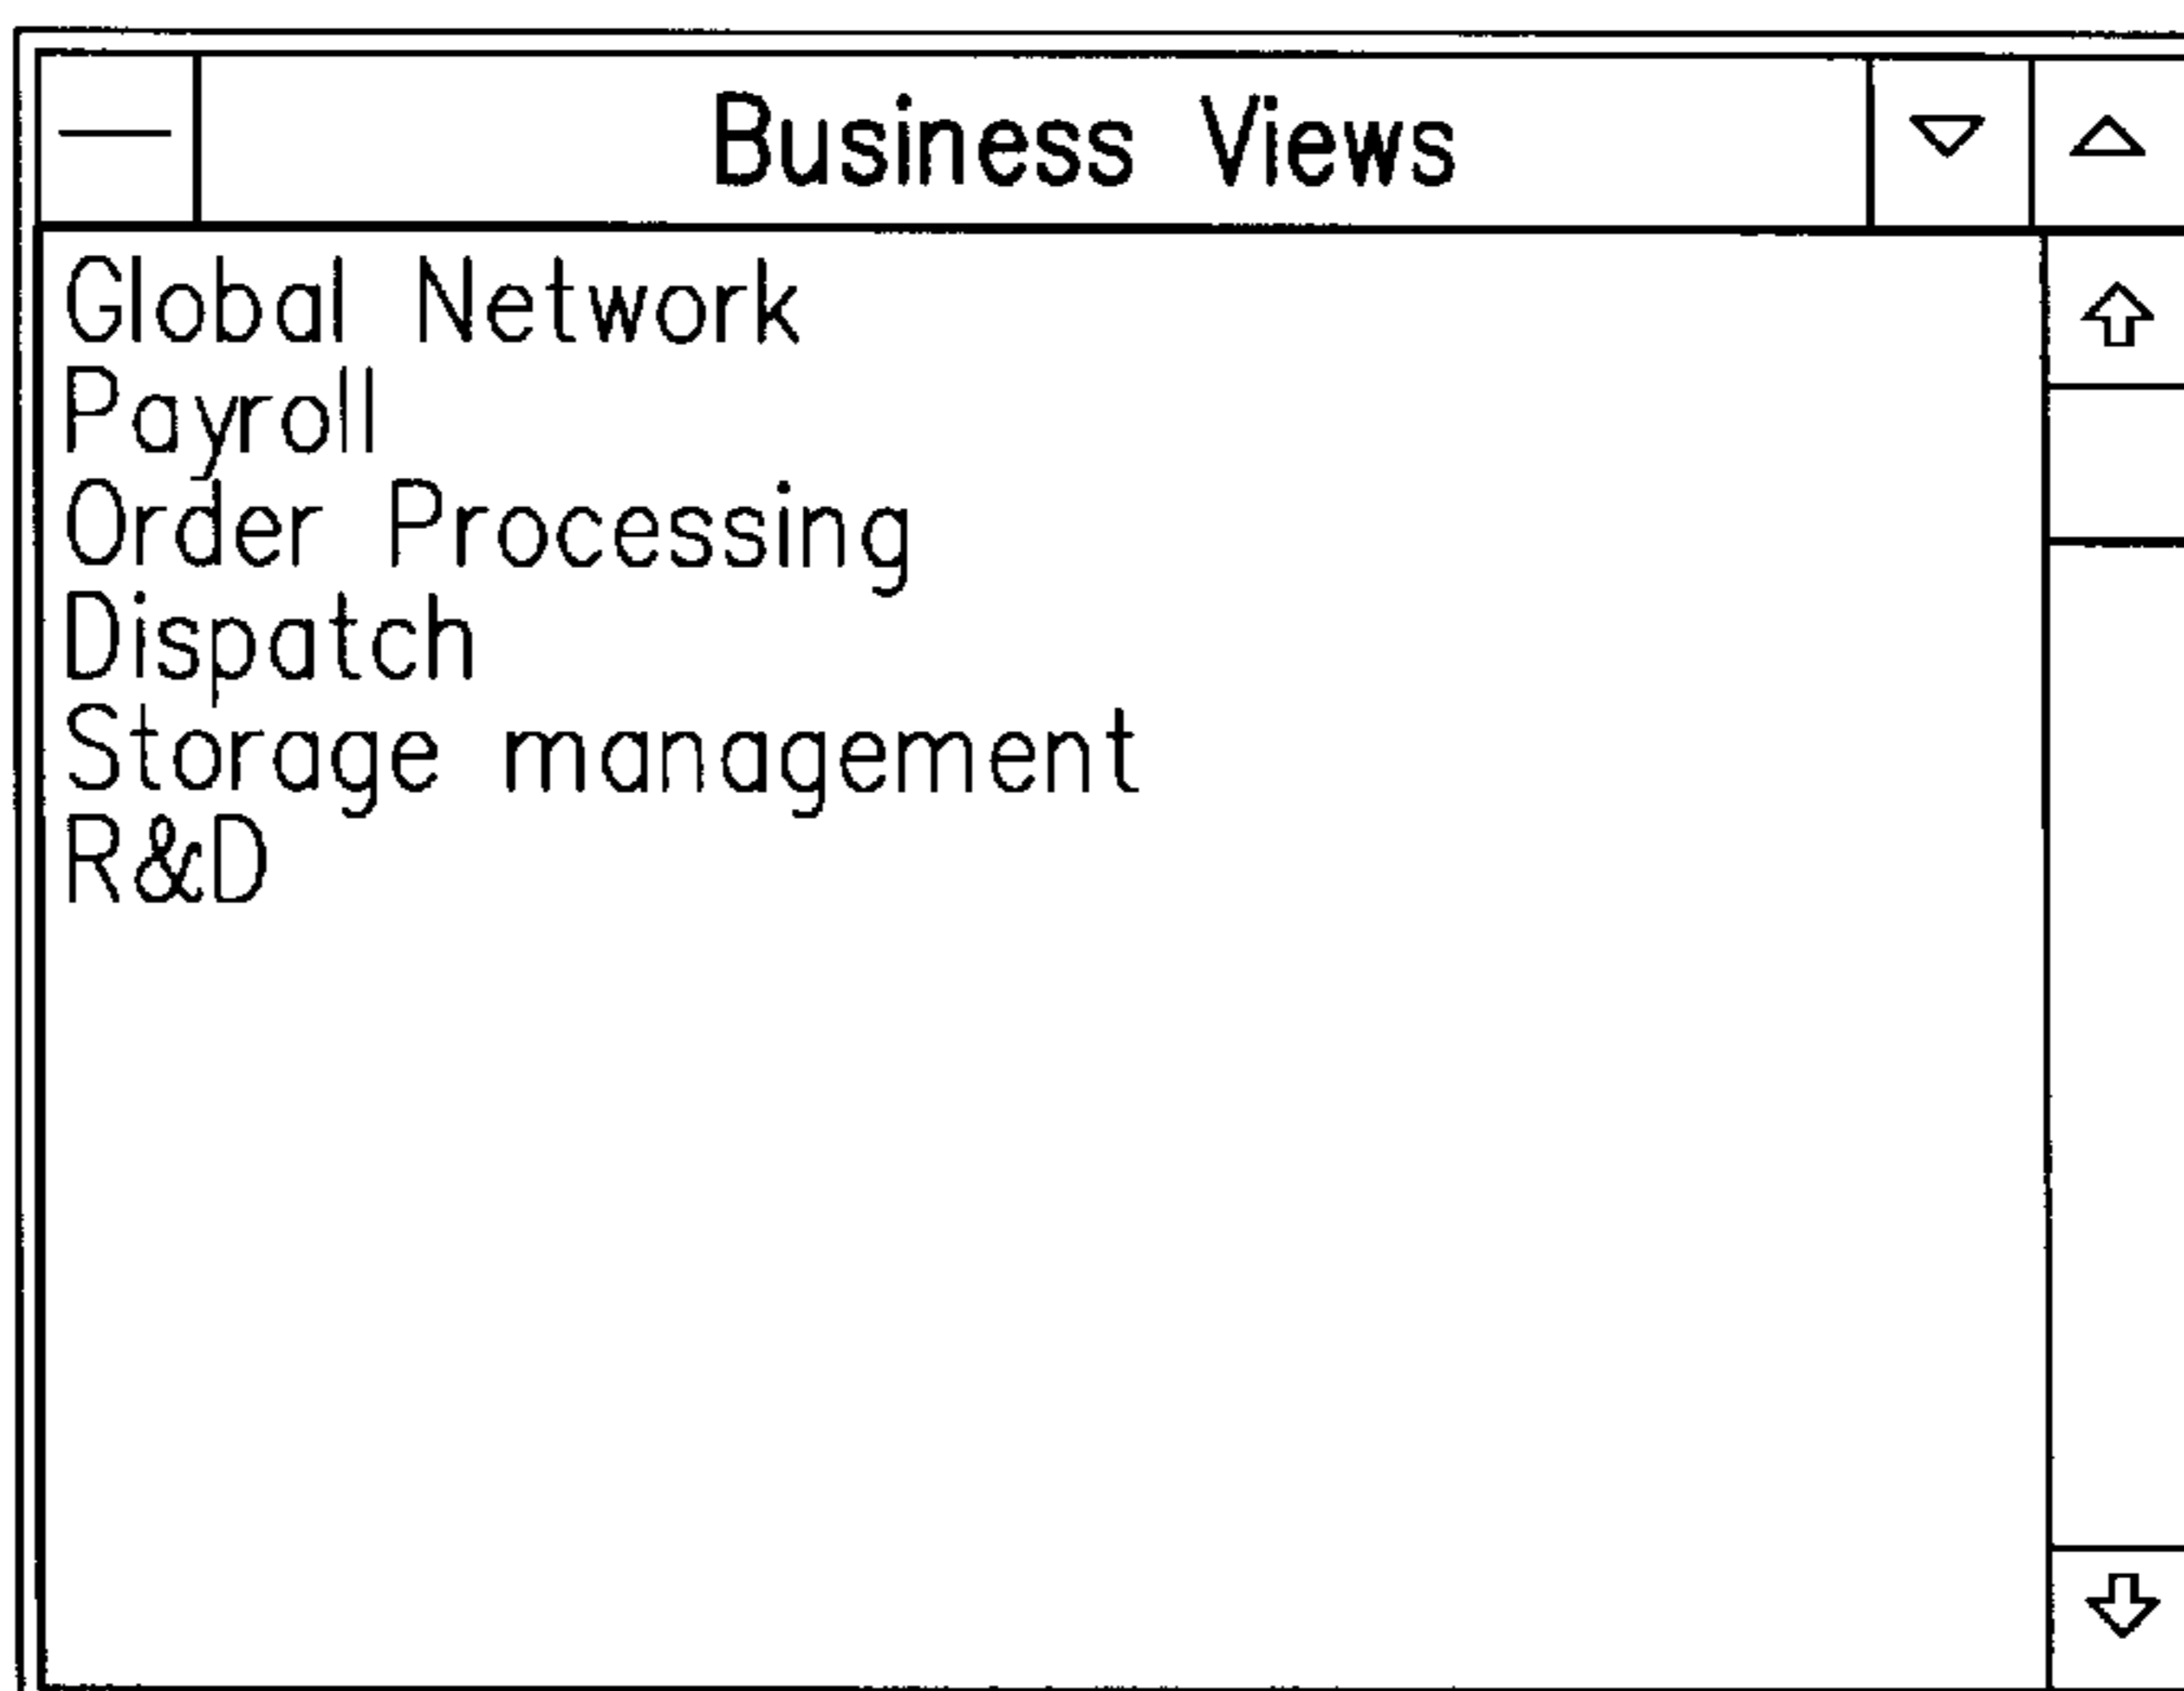 Business Views
Global Network
Payroll
Order Processing
Dispatch
Storage management
R&D